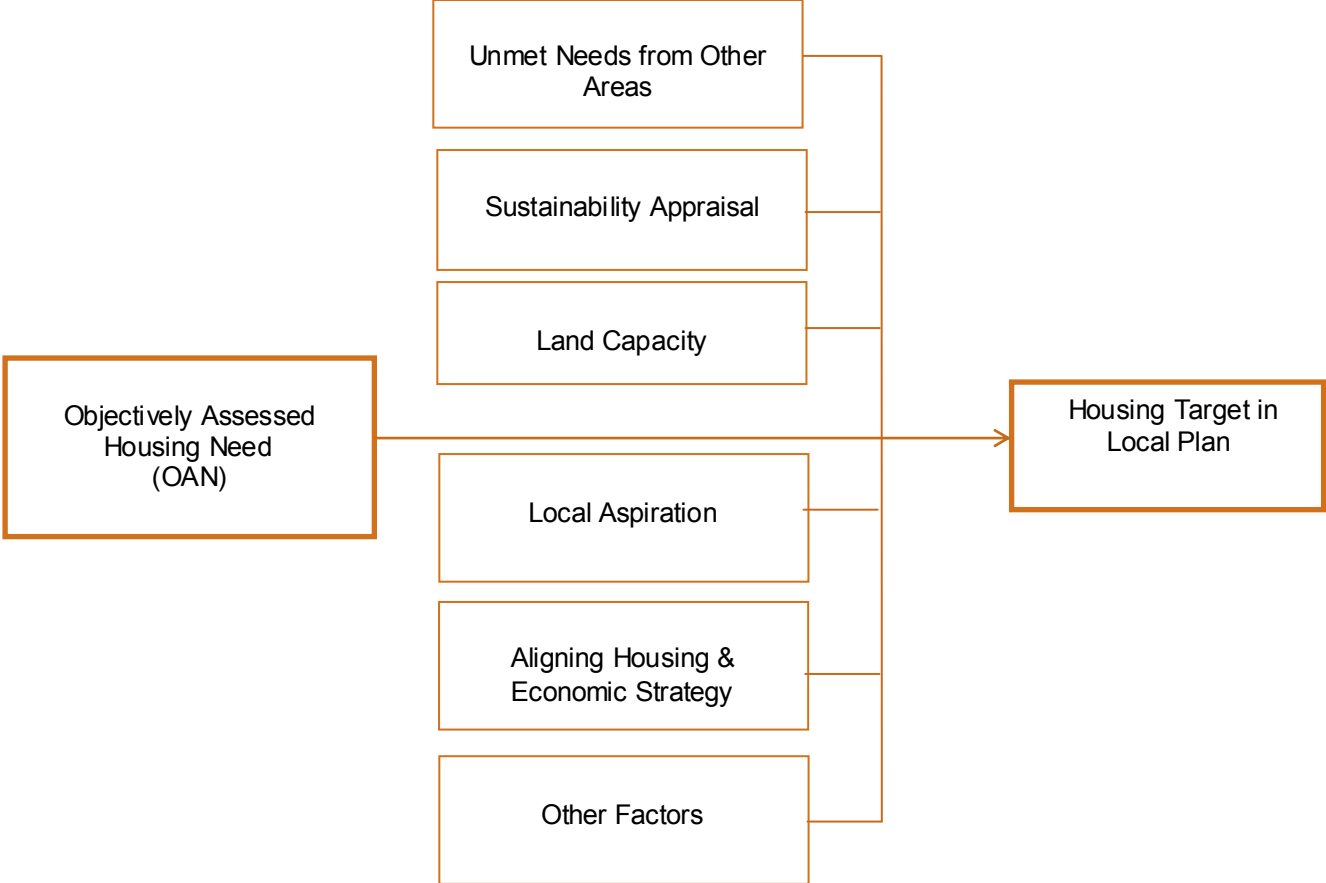 Unmet Needs from Other
Areas
Sustainability Appraisal
Land Capacity
Objectively Assessed
Housing Need
(OAN)
Housing Target in
Local Plan
Local Aspiration
Aligning Housing &
Economic Strategy
Other Factors